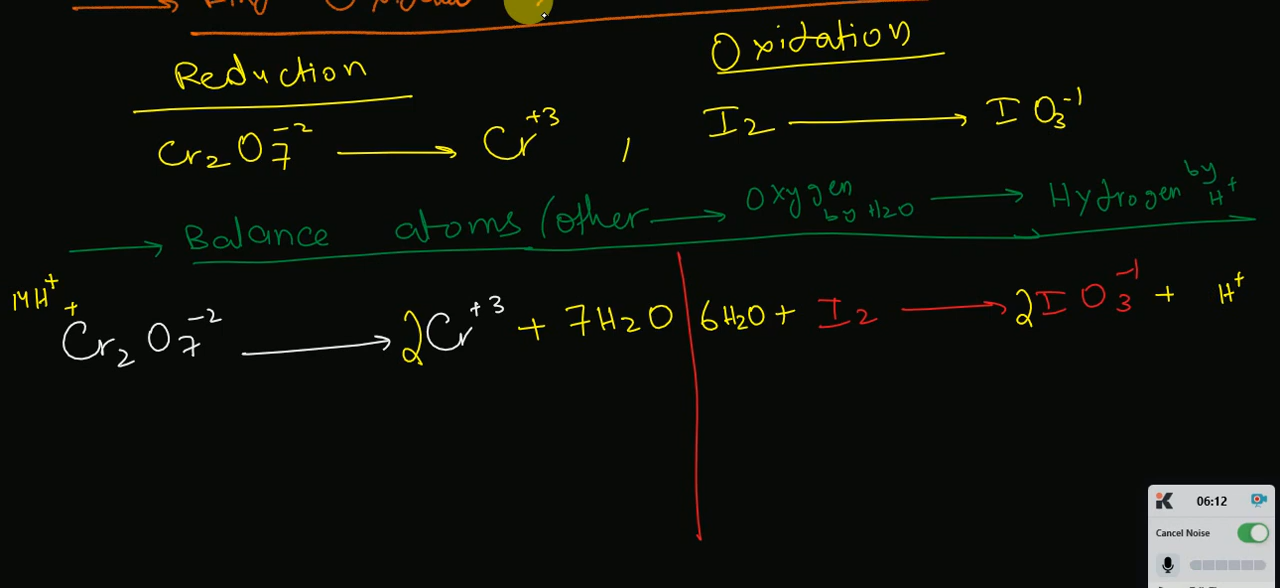 Reduction
Oxidation
Cr2O7^-2 ⟶ Cr^+3 , I2 ⟶ IO3^-1
→ Balance atoms (other → Oxygen by H2O → Hydrogen by H+
14H+ + Cr2O7^-2 ⟶ 2Cr^+3 + 7H2O
6H2O + I2 ⟶ 2IO3^-1 + H+
06:12
Cancel Noise